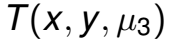 T(x, y, μ₃)